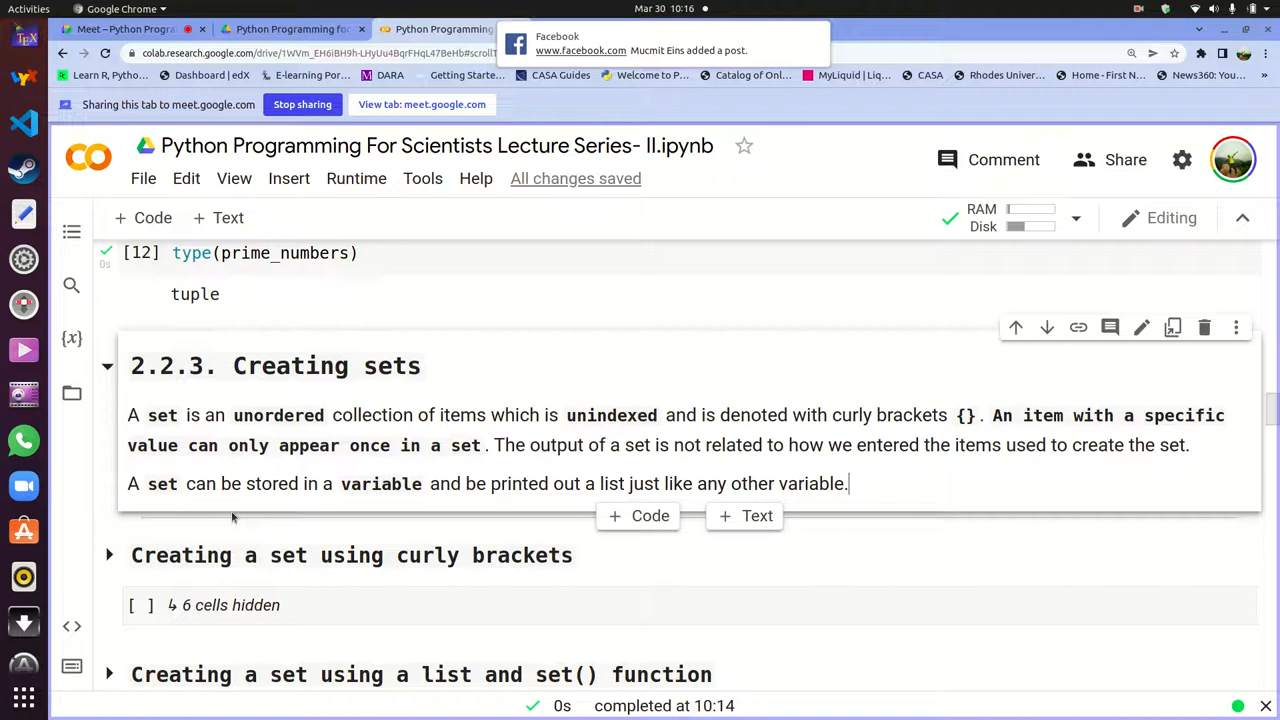 Activities
Google Chrome
Mar 30 10:16
Meet – Python Progra
Python Programming fo
Python Programming
Facebook
www.facebook.com Mucmit Eins added a post.
colab.research.google.com/drive/1WVm_EH6iBH9h-LHyUu4BqrFHqL47BeHb#scrollT
Learn R, Pytho...
Dashboard | edX
E-learning Por...
DARA
Getting Starte...
CASA Guides
Welcome to P...
Catalog of Onl...
MyLiquid | Liq...
CASA
Rhodes Univer...
Home - First N...
News360: You...
»
Sharing this tab to meet.google.com
Stop sharing
View tab: meet.google.com
Python Programming For Scientists Lecture Series- II.ipynb
Comment
Share
File Edit View Insert Runtime Tools Help All changes saved
+ Code + Text
RAM
Disk
Editing
[12] type(prime_numbers)
0s
tuple
2.2.3. Creating sets
A set is an unordered collection of items which is unindexed and is denoted with curly brackets {}. An item with a specific
value can only appear once in a set. The output of a set is not related to how we entered the items used to create the set.
A set can be stored in a variable and be printed out a list just like any other variable.
+ Code
+ Text
Creating a set using curly brackets
[ ] ↳ 6 cells hidden
Creating a set using a list and set() function
0s completed at 10:14